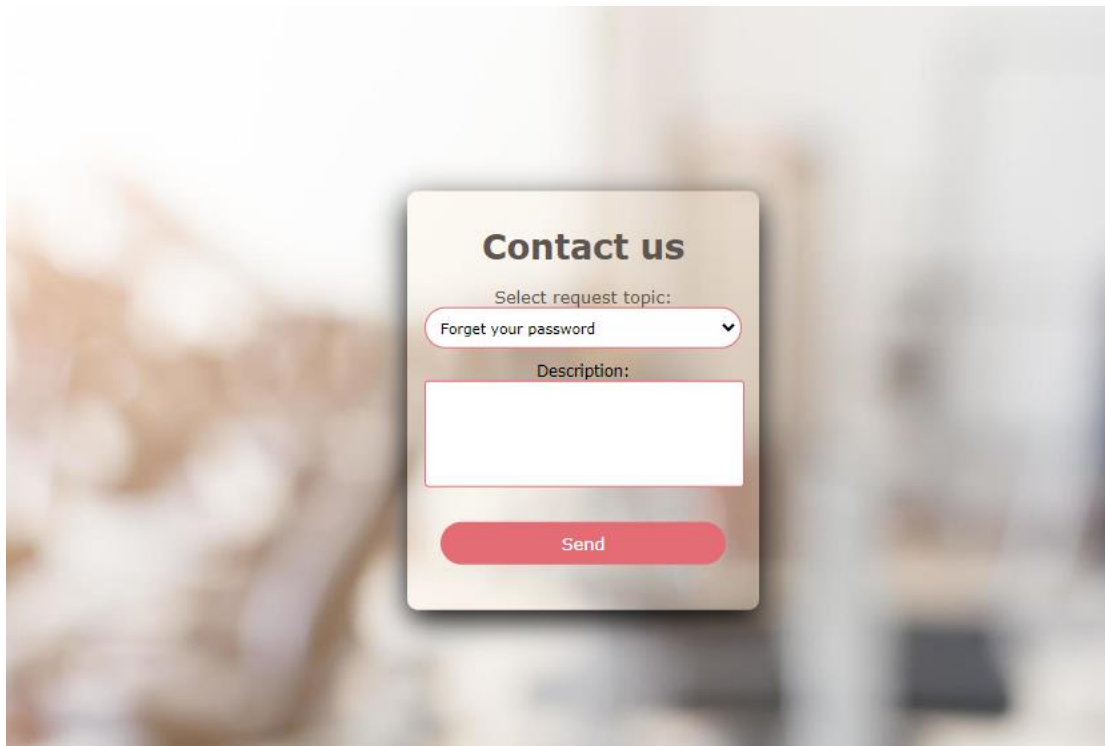 Contact us
Select request topic:
Forget your password
Description:
Send